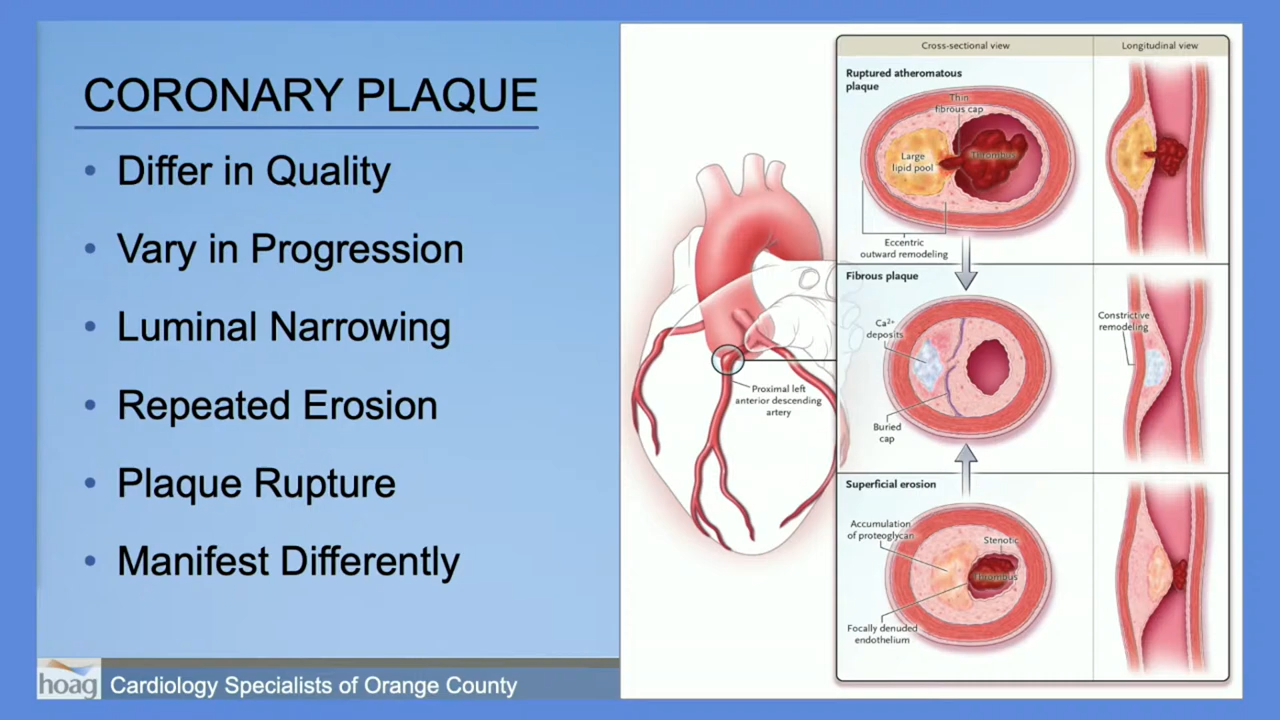 CORONARY PLAQUE
• Differ in Quality
• Vary in Progression
• Luminal Narrowing
• Repeated Erosion
• Plaque Rupture
• Manifest Differently
hoag
Cardiology Specialists of Orange County
Proximal left
anterior descending
artery
Cross-sectional view
Longitudinal view
Ruptured atheromatous
plaque
Thin
fibrous cap
Large
lipid pool
Thrombus
Eccentric
outward remodeling
Fibrous plaque
Ca²⁺
deposits
Buried
cap
Constrictive
remodeling
Superficial erosion
Accumulation
of proteoglycan
Stenotic
Thrombus
Focally denuded
endothelium